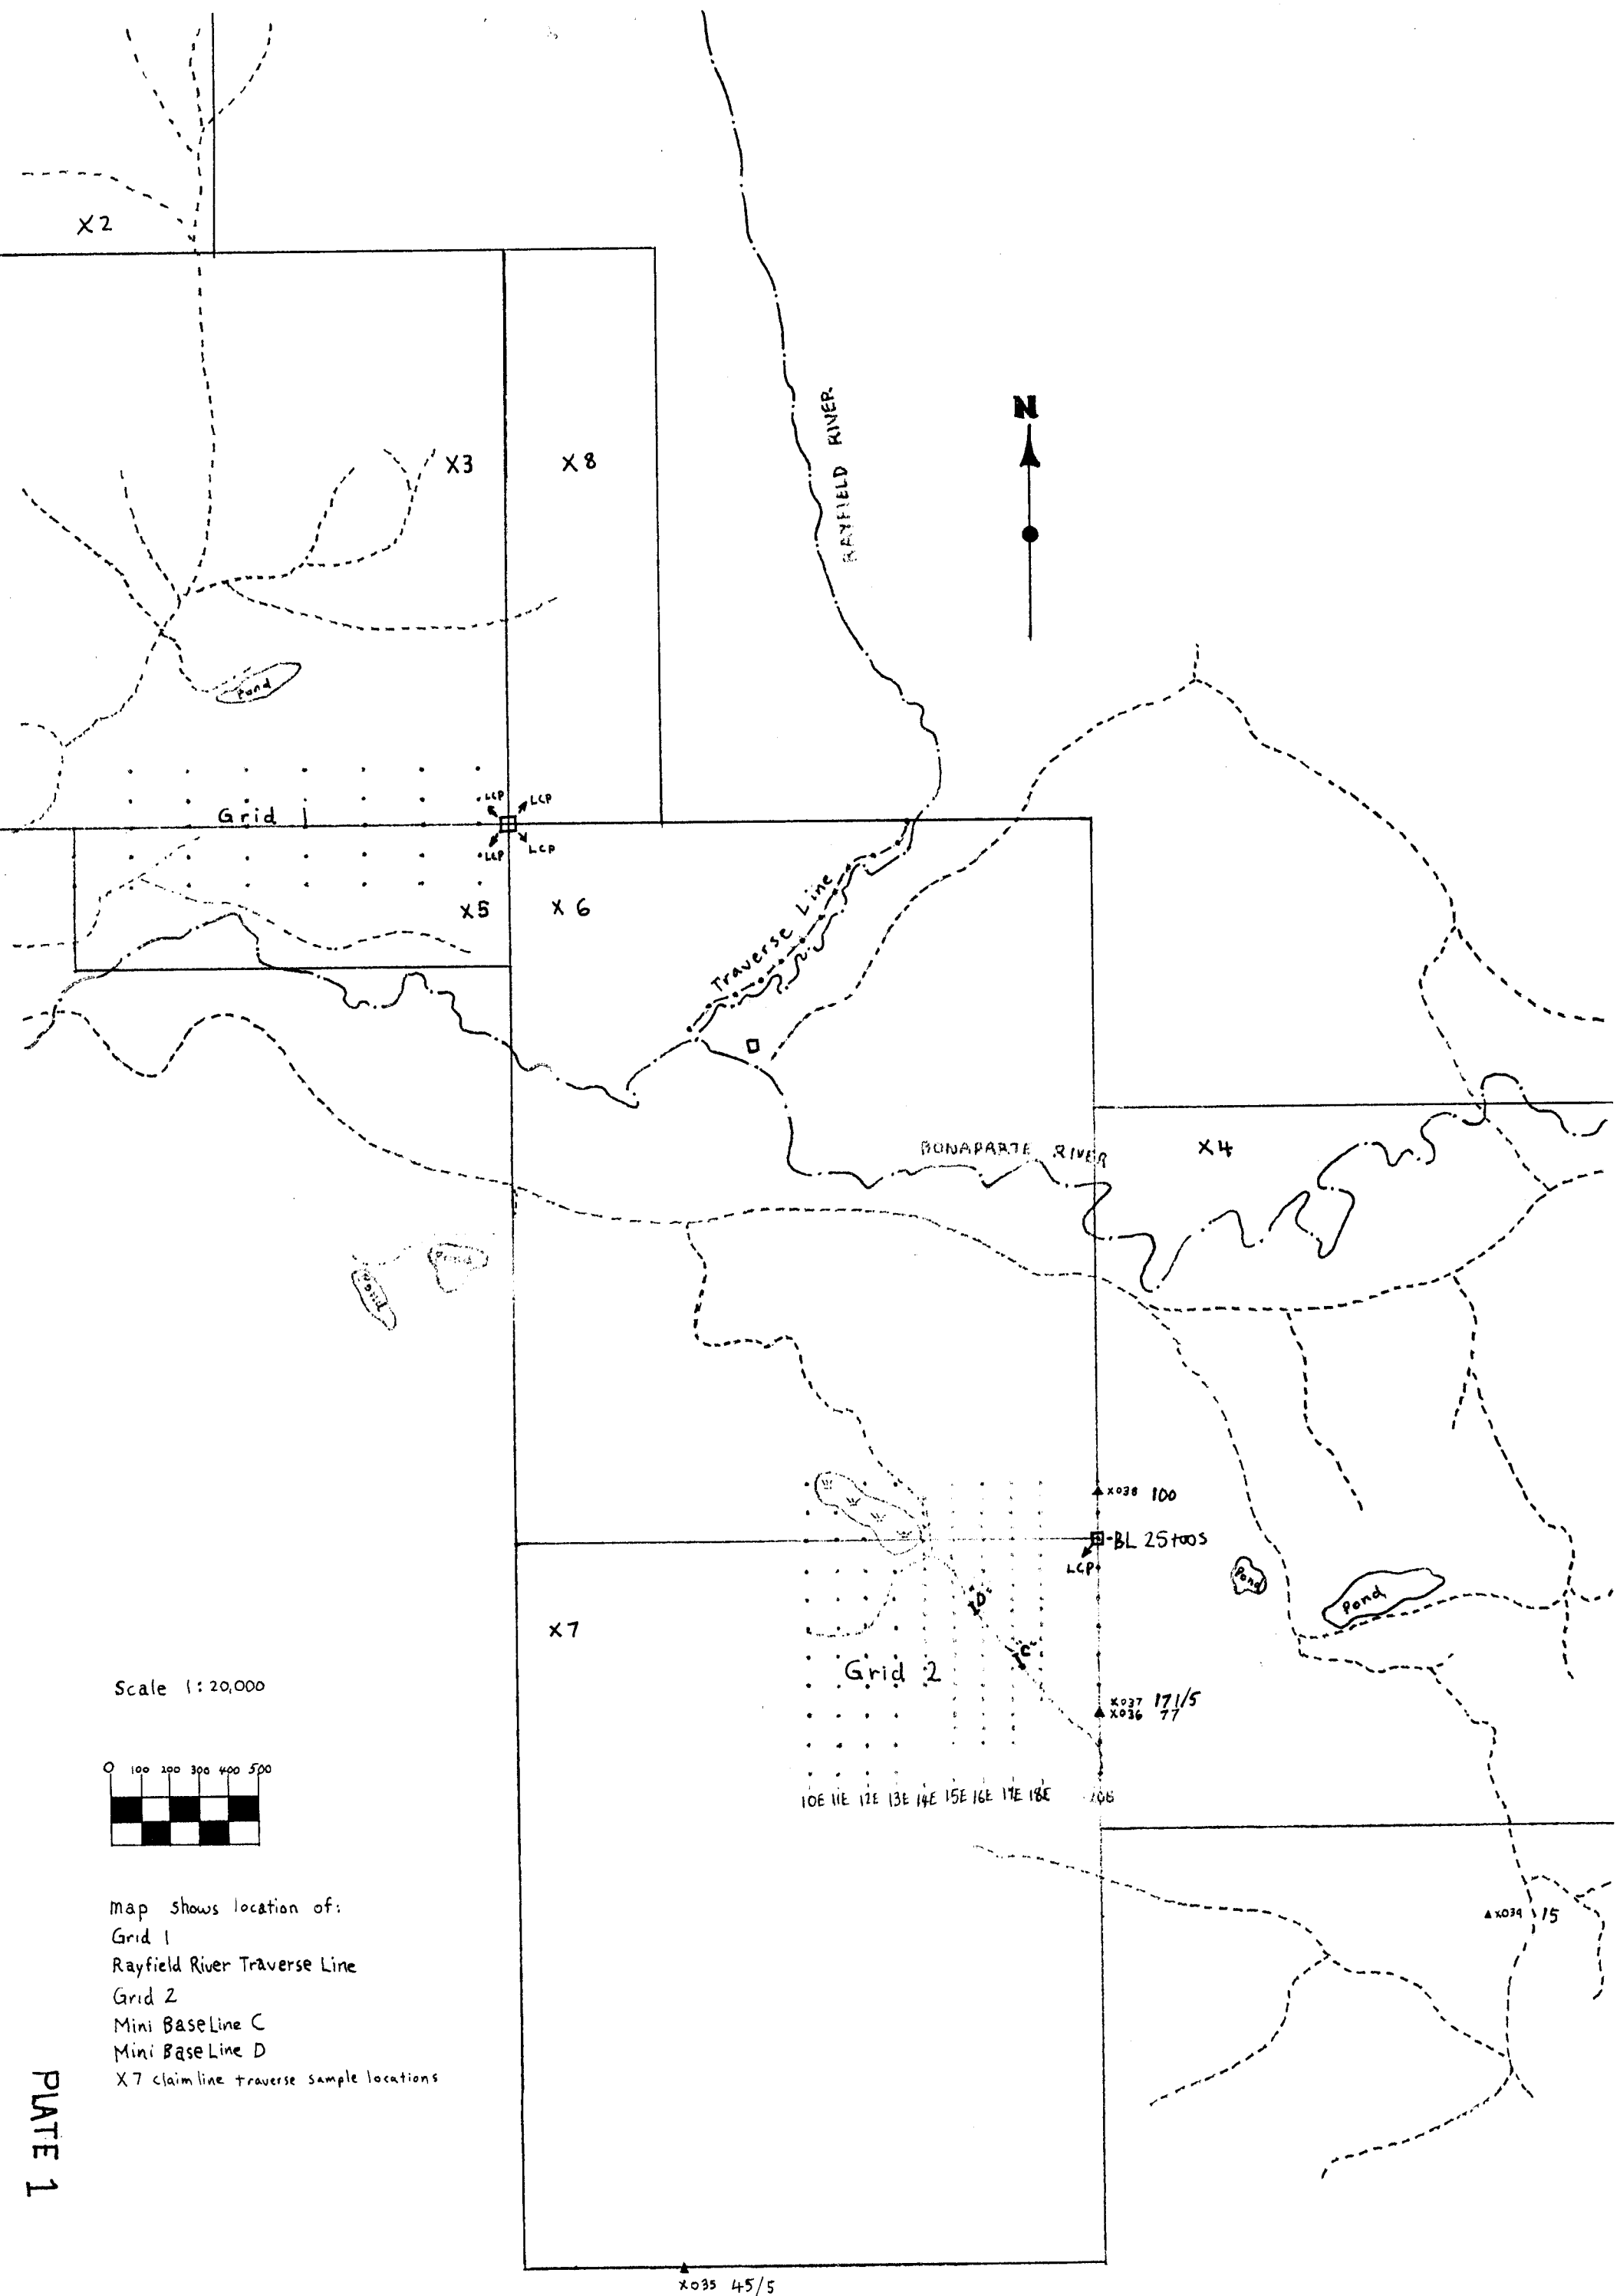 X2
X3
X8
RAYFIELD RIVER
N
Pond
Grid 1
LCP
LCP
LCP
LCP
X5
X6
Traverse Line
BONAPARTE RIVER
X4
Pond
Pond
X038 100
BL 25+00S
LCP
Pond
Pond
"D"
X7
"C"
Grid 2
Scale 1:20,000
X037 171/5
X036 77
0 100 200 300 400 500
10E 11E 12E 13E 14E 15E 16E 17E 18E
map shows location of:
Grid 1
Rayfield River Traverse Line
Grid 2
Mini BaseLine C
Mini BaseLine D
X7 claim line traverse sample locations
X039 15
PLATE 1
X035 45/5